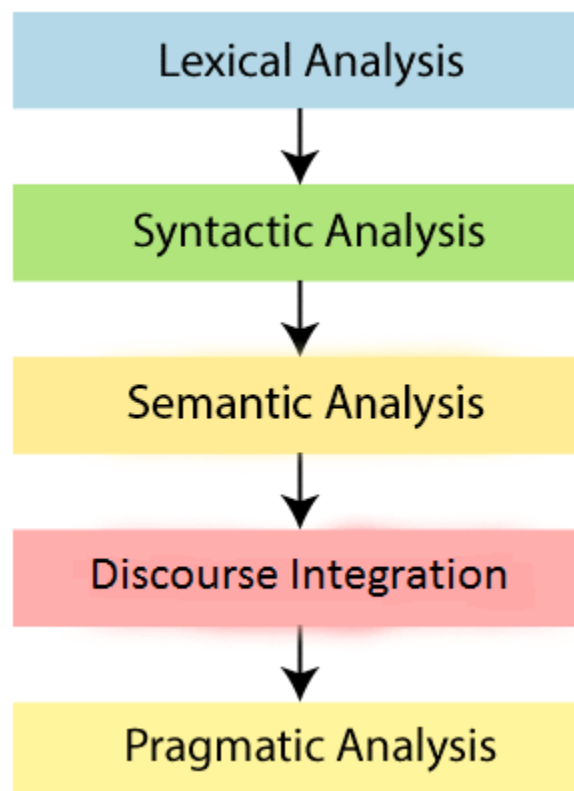 Lexical Analysis
Syntactic Analysis
Semantic Analysis
Discourse Integration
Pragmatic Analysis